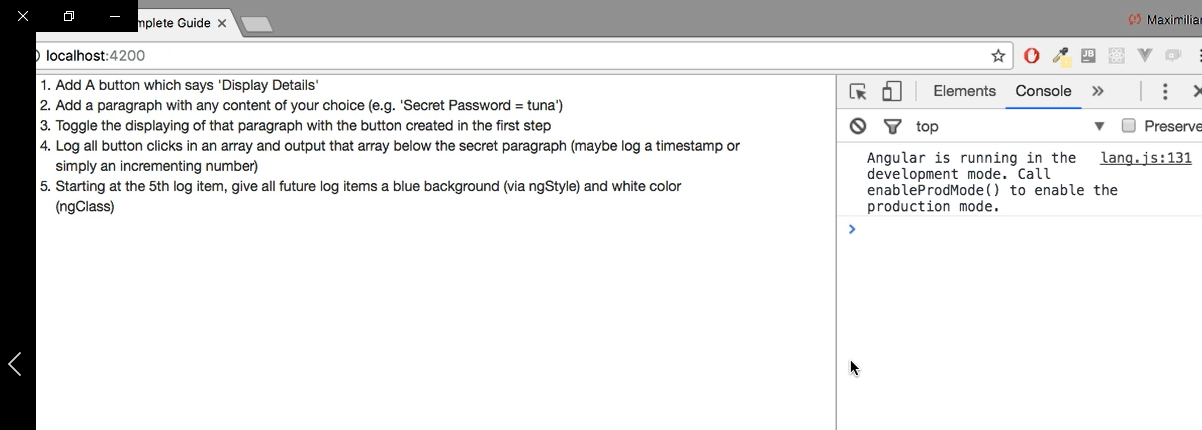 mplete Guide
Maximilia
localhost:4200
1. Add A button which says 'Display Details'
2. Add a paragraph with any content of your choice (e.g. 'Secret Password = tuna')
3. Toggle the displaying of that paragraph with the button created in the first step
4. Log all button clicks in an array and output that array below the secret paragraph (maybe log a timestamp or
simply an incrementing number)
5. Starting at the 5th log item, give all future log items a blue background (via ngStyle) and white color
(ngClass)
JB
Elements Console
top Preserve
Angular is running in the lang.js:131
development mode. Call
enableProdMode() to enable the
production mode.